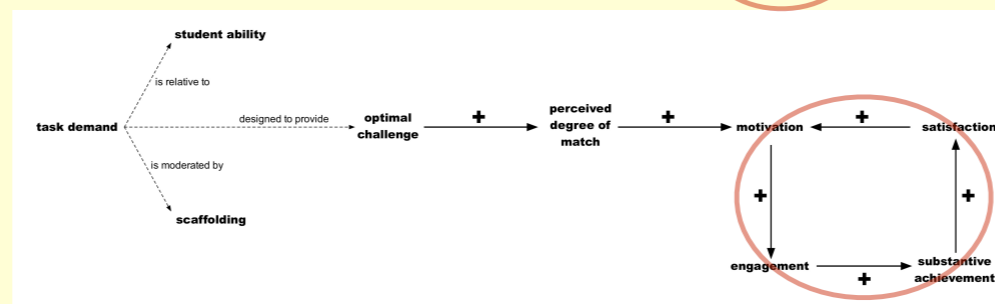 student ability
is relative to
task demand
designed to provide
optimal
challenge
+
perceived
degree of
match
+
motivation
+
satisfaction
is moderated by
scaffolding
+
+
engagement
+
substantive
achievement